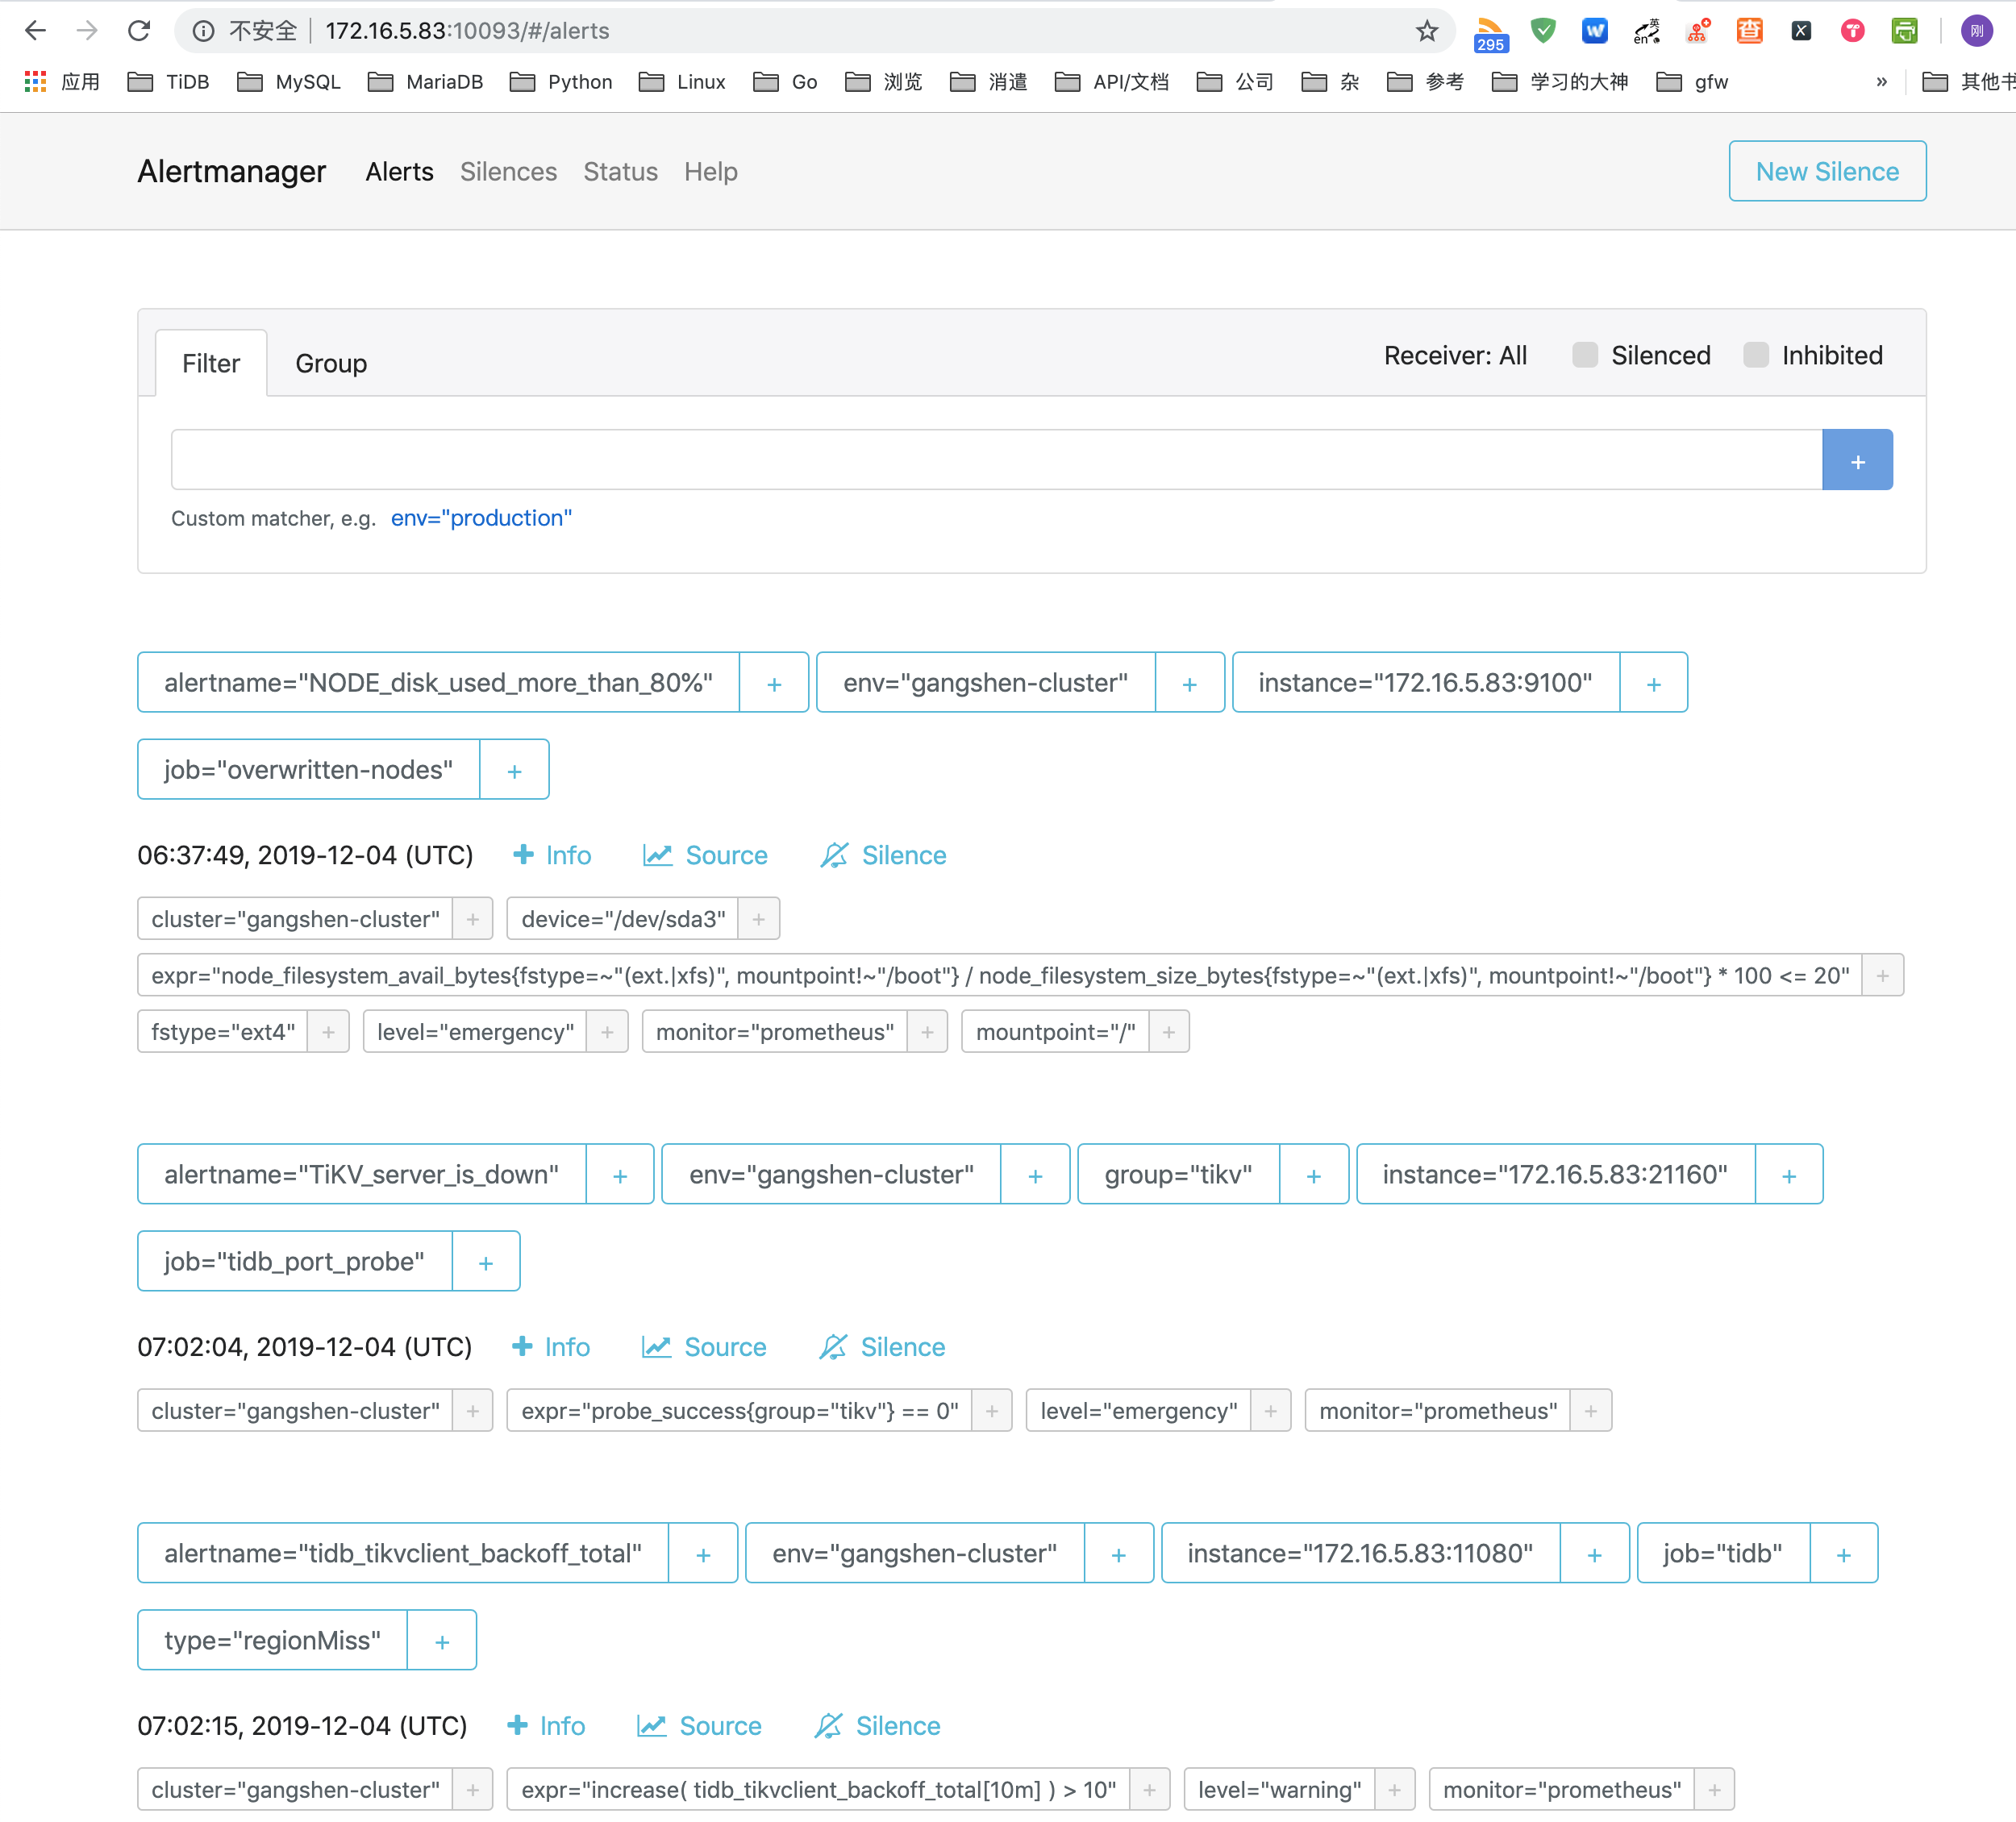 不安全 172.16.5.83:10093/#/alerts
295 W 英 en 查 X T 刚
应用 TiDB MySQL MariaDB Python Linux Go 浏览 消遣 API/文档 公司 杂 参考 学习的大神 gfw » 其他书
Alertmanager Alerts Silences Status Help New Silence
Filter Group Receiver: All Silenced Inhibited
+
Custom matcher, e.g. env="production"
alertname="NODE_disk_used_more_than_80%" + env="gangshen-cluster" + instance="172.16.5.83:9100" +
job="overwritten-nodes" +
06:37:49, 2019-12-04 (UTC) + Info Source Silence
cluster="gangshen-cluster" + device="/dev/sda3" +
expr="node_filesystem_avail_bytes{fstype=~"(ext.|xfs)", mountpoint!~"/boot"} / node_filesystem_size_bytes{fstype=~"(ext.|xfs)", mountpoint!~"/boot"} * 100 <= 20" +
fstype="ext4" + level="emergency" + monitor="prometheus" + mountpoint="/" +
alertname="TiKV_server_is_down" + env="gangshen-cluster" + group="tikv" + instance="172.16.5.83:21160" +
job="tidb_port_probe" +
07:02:04, 2019-12-04 (UTC) + Info Source Silence
cluster="gangshen-cluster" + expr="probe_success{group="tikv"} == 0" + level="emergency" + monitor="prometheus" +
alertname="tidb_tikvclient_backoff_total" + env="gangshen-cluster" + instance="172.16.5.83:11080" + job="tidb" +
type="regionMiss" +
07:02:15, 2019-12-04 (UTC) + Info Source Silence
cluster="gangshen-cluster" + expr="increase( tidb_tikvclient_backoff_total[10m] ) > 10" + level="warning" + monitor="prometheus" +